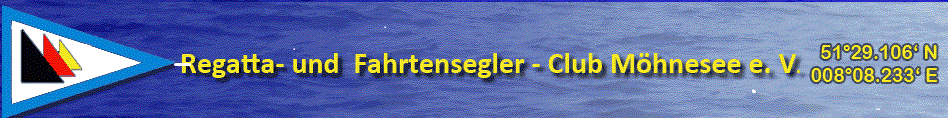 Regatta- und Fahrtensegler - Club Möhnesee e. V.
51°29.106‘ N
008°08.233‘ E